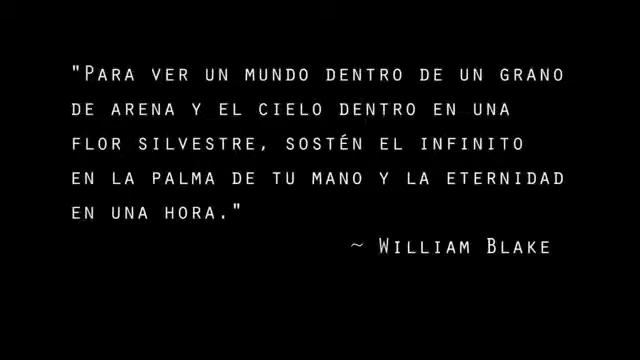 "Para ver un mundo dentro de un grano
de arena y el cielo dentro en una
flor silvestre, sostén el infinito
en la palma de tu mano y la eternidad
en una hora."
~ William Blake